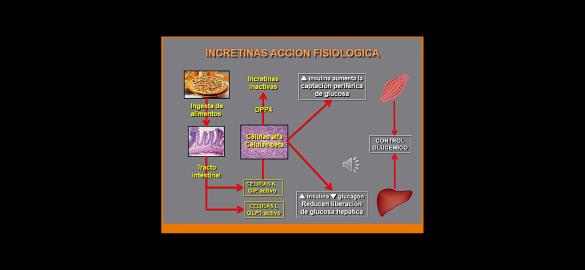 INCRETINAS ACCION FISIOLOGICA
Ingesta de
alimentos
Tracto
intestinal
Incretinas
inactivas
DPP4
Células alfa
Células beta
CELULAS K
GIP activo
CELULAS L
GLP1 activo
▲ insulina aumenta la
captación periférica
de glucosa
▲ insulina ▼ glucagón
Reducen liberación
de glucosa hepática
CONTROL
GLUCEMICO